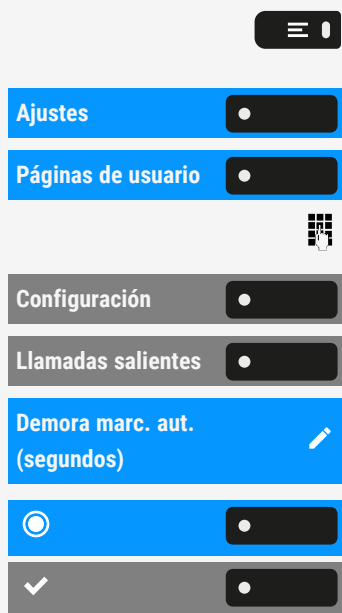 Ajustes
Páginas de usuario
Configuración
Llamadas salientes
Demora marc. aut.
(segundos)